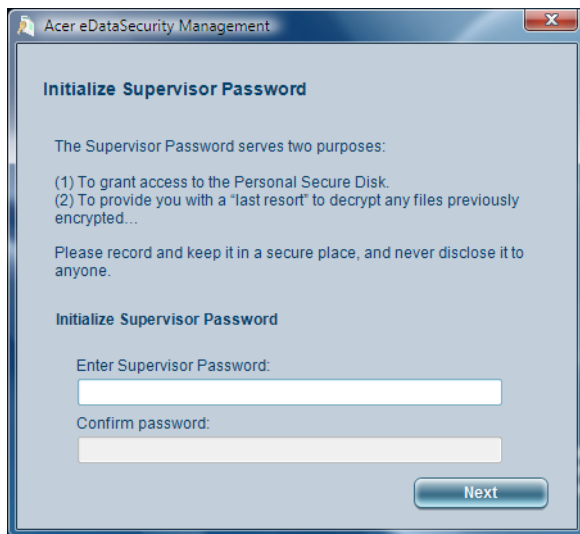 Acer eDataSecurity Management
Initialize Supervisor Password
The Supervisor Password serves two purposes:
(1) To grant access to the Personal Secure Disk.
(2) To provide you with a “last resort” to decrypt any files previously
encrypted...
Please record and keep it in a secure place, and never disclose it to
anyone.
Initialize Supervisor Password
Enter Supervisor Password:
Confirm password:
Next